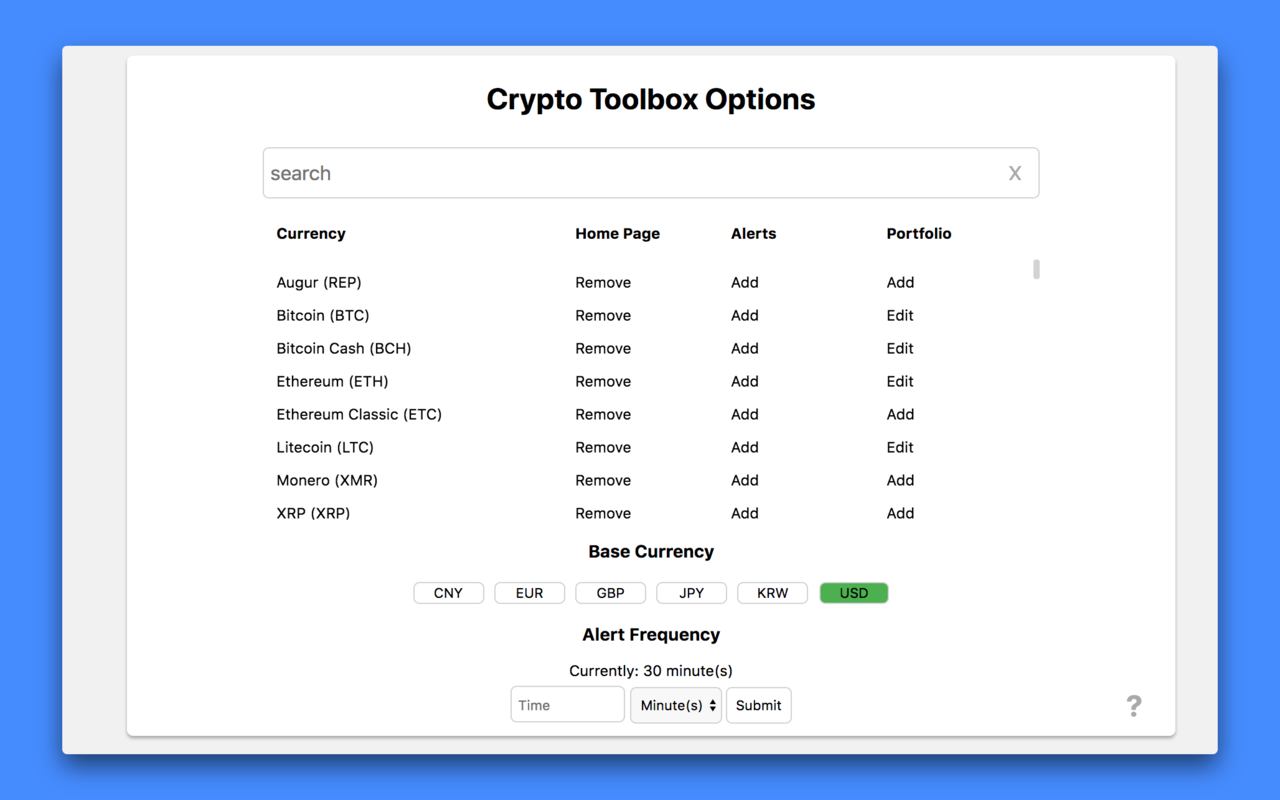 Crypto Toolbox Options
search X
Currency Home Page Alerts Portfolio
Augur (REP) Remove Add Add
Bitcoin (BTC) Remove Add Edit
Bitcoin Cash (BCH) Remove Add Edit
Ethereum (ETH) Remove Add Edit
Ethereum Classic (ETC) Remove Add Add
Litecoin (LTC) Remove Add Edit
Monero (XMR) Remove Add Add
XRP (XRP) Remove Add Add
Base Currency
CNY EUR GBP JPY KRW USD
Alert Frequency
Currently: 30 minute(s)
Time Minute(s) Submit ?